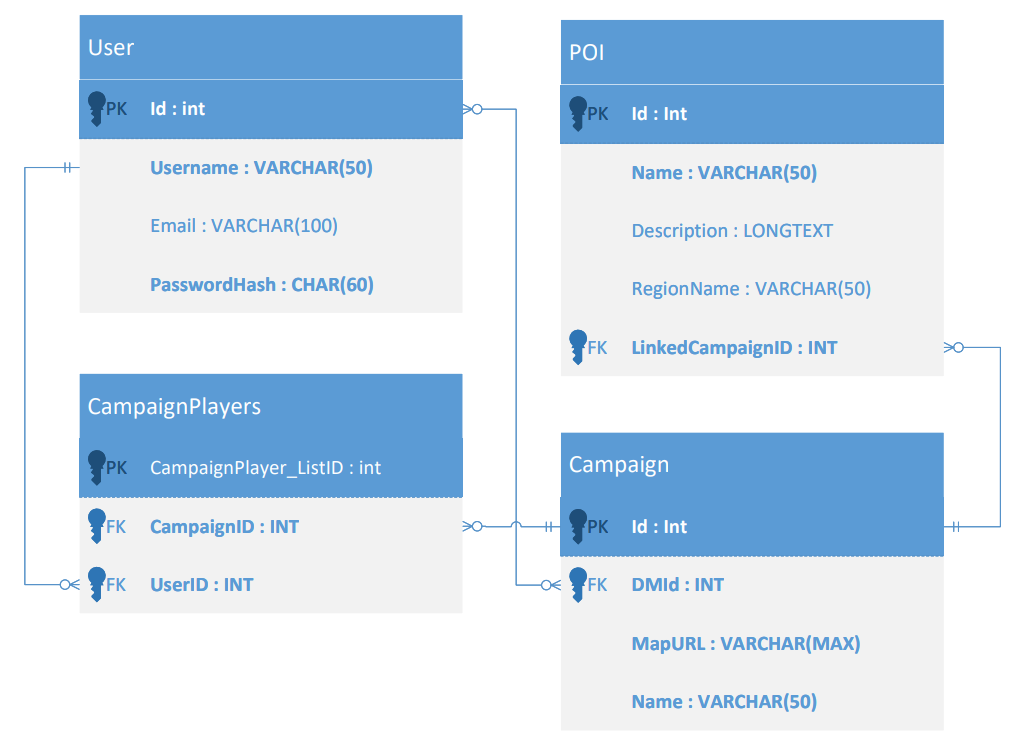 User
PK Id : int
Username : VARCHAR(50)
Email : VARCHAR(100)
PasswordHash : CHAR(60)
POI
PK Id : Int
Name : VARCHAR(50)
Description : LONGTEXT
RegionName : VARCHAR(50)
FK LinkedCampaignID : INT
CampaignPlayers
PK CampaignPlayer_ListID : int
FK CampaignID : INT
FK UserID : INT
Campaign
PK Id : Int
FK DMId : INT
MapURL : VARCHAR(MAX)
Name : VARCHAR(50)